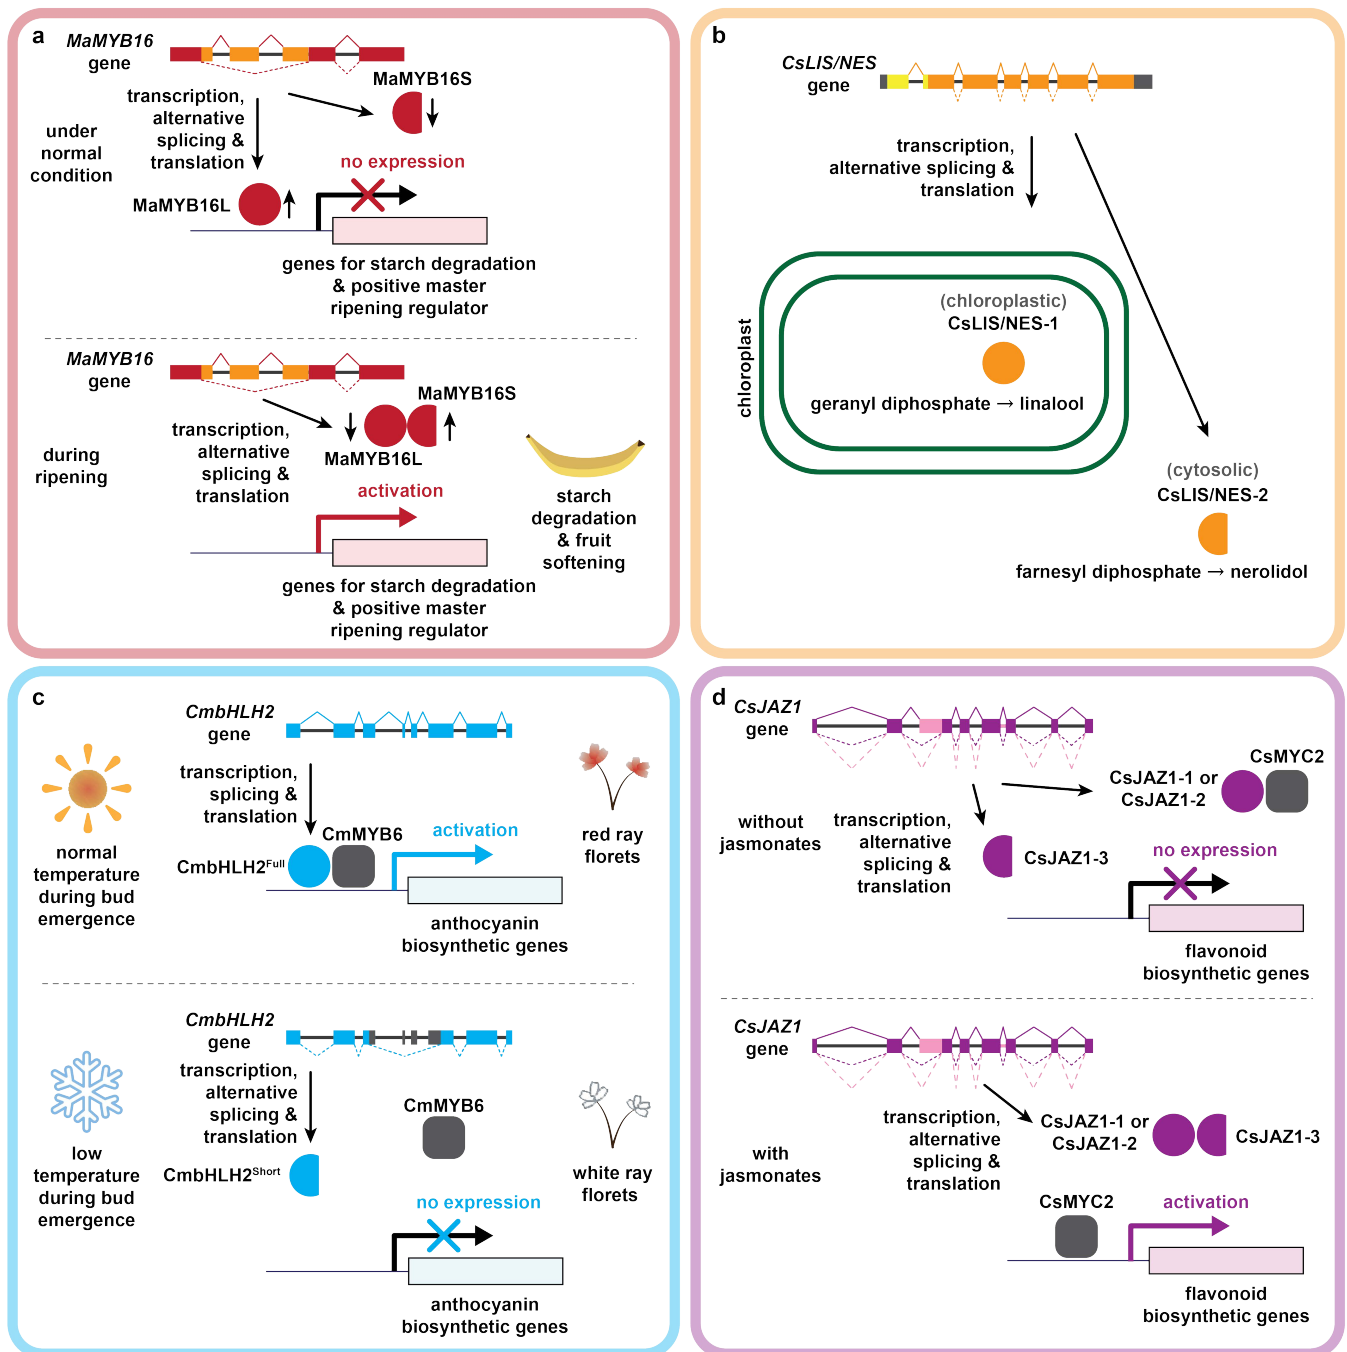 a
MaMYB16
gene
MaMYB16S
transcription,
alternative
splicing &
translation
under
normal
condition
no expression
MaMYB16L
genes for starch degradation
& positive master
ripening regulator
MaMYB16
gene
MaMYB16S
transcription,
alternative
splicing &
translation
MaMYB16L
during
ripening
activation
starch
degradation
& fruit
softening
genes for starch degradation
& positive master
ripening regulator
b
CsLIS/NES
gene
transcription,
alternative splicing &
translation
chloroplast
(chloroplastic)
CsLIS/NES-1
geranyl diphosphate → linalool
(cytosolic)
CsLIS/NES-2
farnesyl diphosphate → nerolidol
c
CmbHLH2
gene
transcription,
splicing &
translation
normal
temperature
during bud
emergence
CmMYB6
CmbHLH2Full
activation
red ray
florets
anthocyanin
biosynthetic genes
CmbHLH2
gene
transcription,
alternative
splicing &
translation
low
temperature
during bud
emergence
CmMYB6
CmbHLH2Short
white ray
florets
no expression
anthocyanin
biosynthetic genes
d
CsJAZ1
gene
CsMYC2
CsJAZ1-1 or
CsJAZ1-2
without
jasmonates
transcription,
alternative
splicing &
translation
CsJAZ1-3
no expression
flavonoid
biosynthetic genes
CsJAZ1
gene
transcription,
alternative
splicing &
translation
CsJAZ1-1 or
CsJAZ1-2
CsJAZ1-3
with
jasmonates
CsMYC2
activation
flavonoid
biosynthetic genes